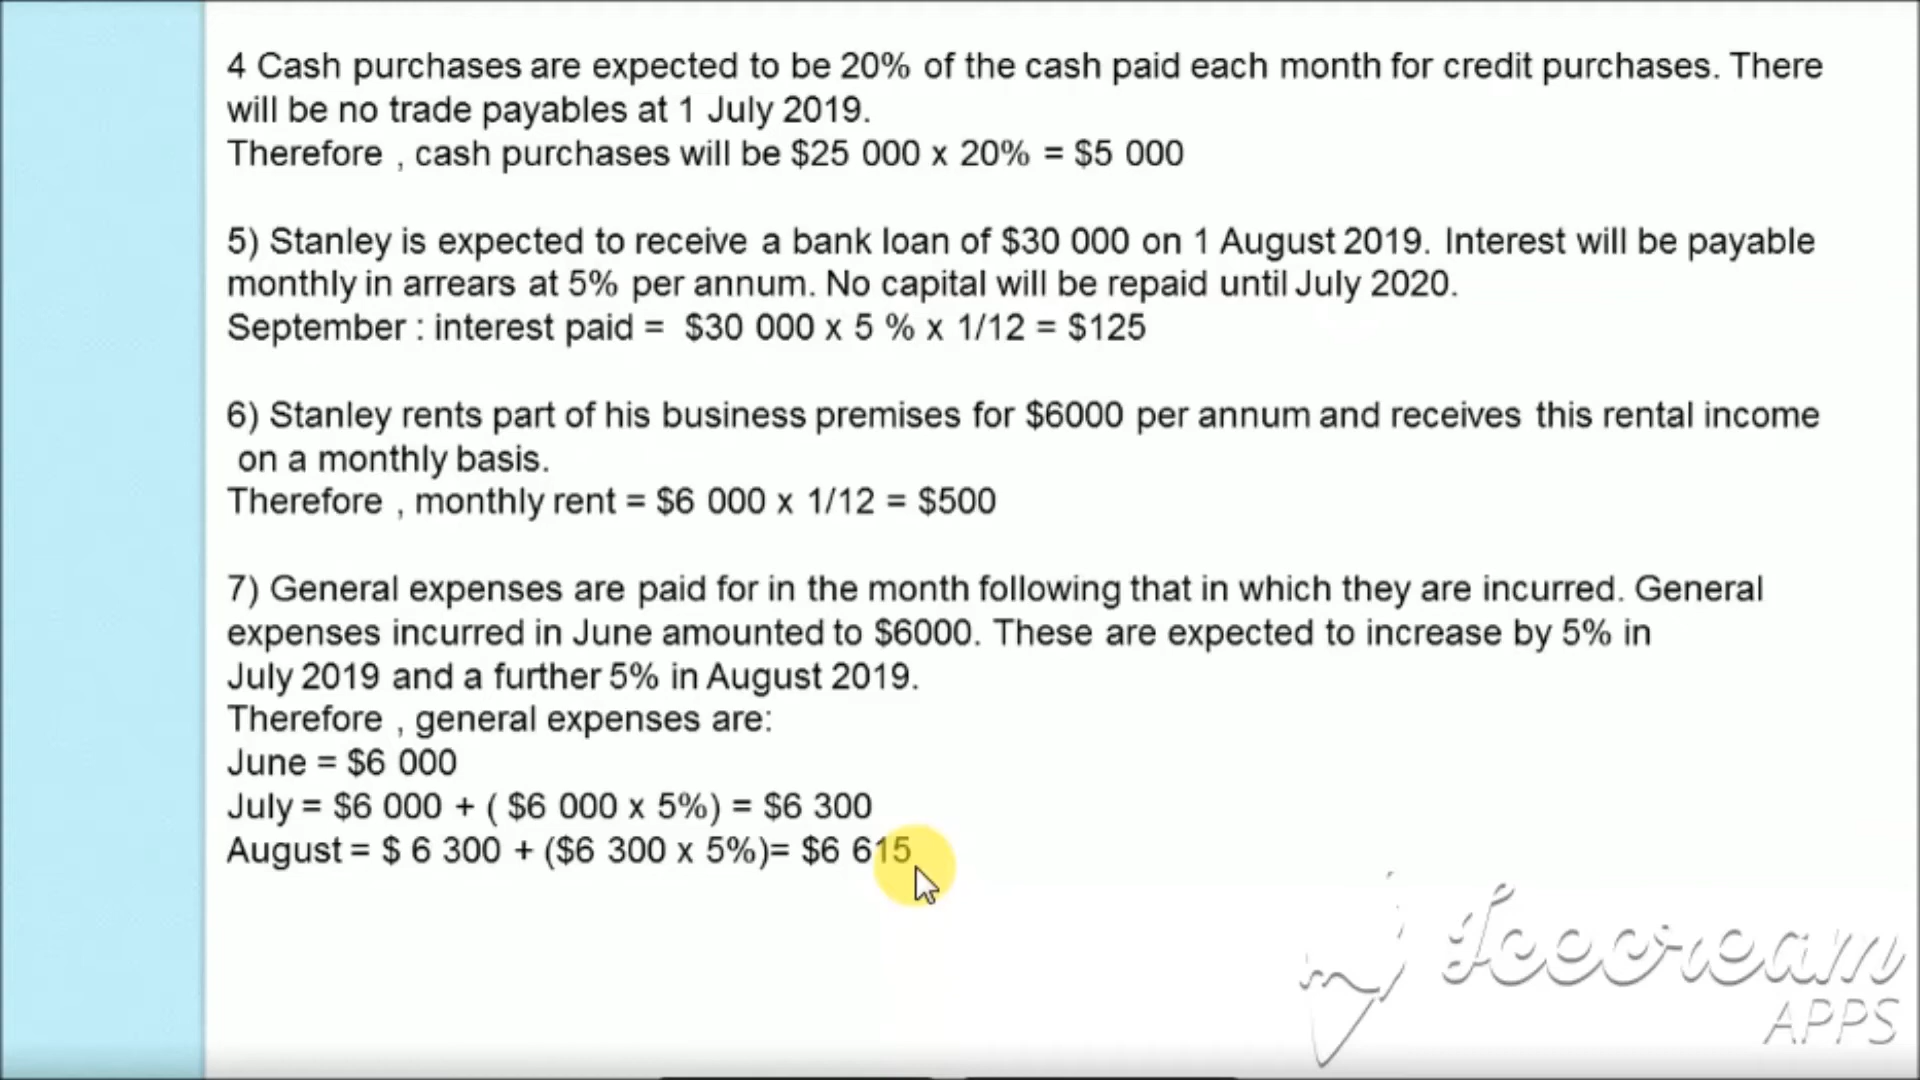 4 Cash purchases are expected to be 20% of the cash paid each month for credit purchases. There
will be no trade payables at 1 July 2019.
Therefore , cash purchases will be $25 000 x 20% = $5 000
5) Stanley is expected to receive a bank loan of $30 000 on 1 August 2019. Interest will be payable
monthly in arrears at 5% per annum. No capital will be repaid until July 2020.
September : interest paid = $30 000 x 5 % x 1/12 = $125
6) Stanley rents part of his business premises for $6000 per annum and receives this rental income
on a monthly basis.
Therefore , monthly rent = $6 000 x 1/12 = $500
7) General expenses are paid for in the month following that in which they are incurred. General
expenses incurred in June amounted to $6000. These are expected to increase by 5% in
July 2019 and a further 5% in August 2019.
Therefore , general expenses are:
June = $6 000
July = $6 000 + ( $6 000 x 5%) = $6 300
August = $ 6 300 + ($6 300 x 5%)= $6 615
Icecream
APPS